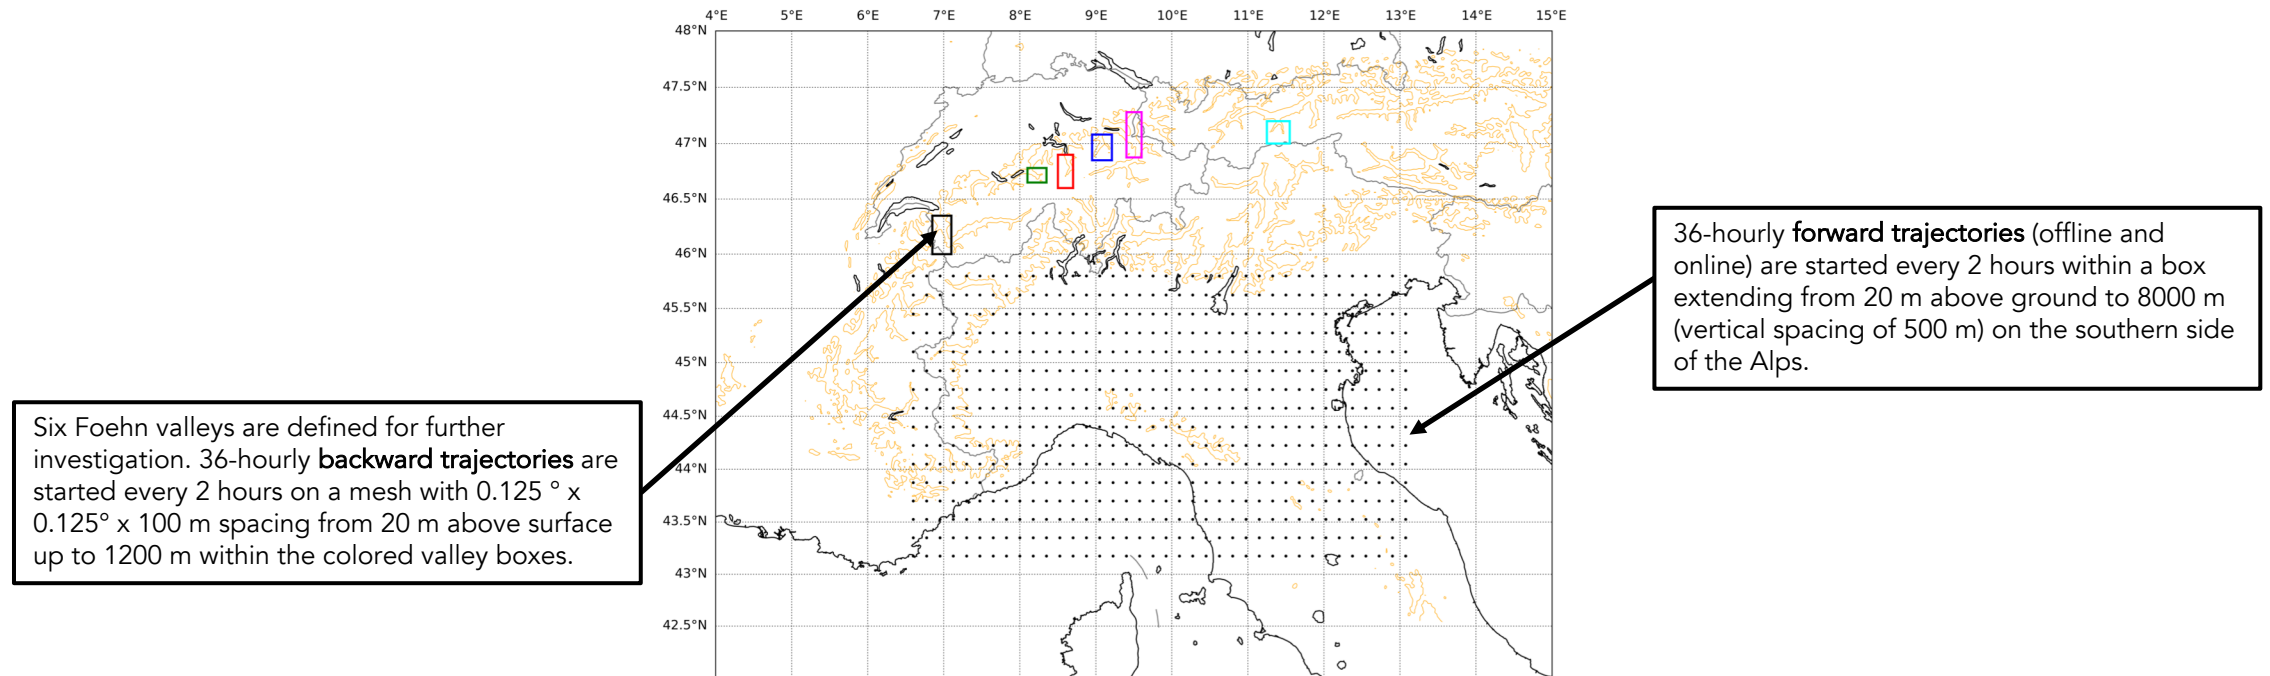 4°E 5°E 6°E 7°E 8°E 9°E 10°E 11°E 12°E 13°E 14°E 15°E
48°N
47.5°N
47°N
46.5°N
46°N
45.5°N
45°N
44.5°N
44°N
43.5°N
43°N
42.5°N
36-hourly forward trajectories (offline and
online) are started every 2 hours within a box
extending from 20 m above ground to 8000 m
(vertical spacing of 500 m) on the southern side
of the Alps.
Six Foehn valleys are defined for further
investigation. 36-hourly backward trajectories are
started every 2 hours on a mesh with 0.125 ° x
0.125° x 100 m spacing from 20 m above surface
up to 1200 m within the colored valley boxes.